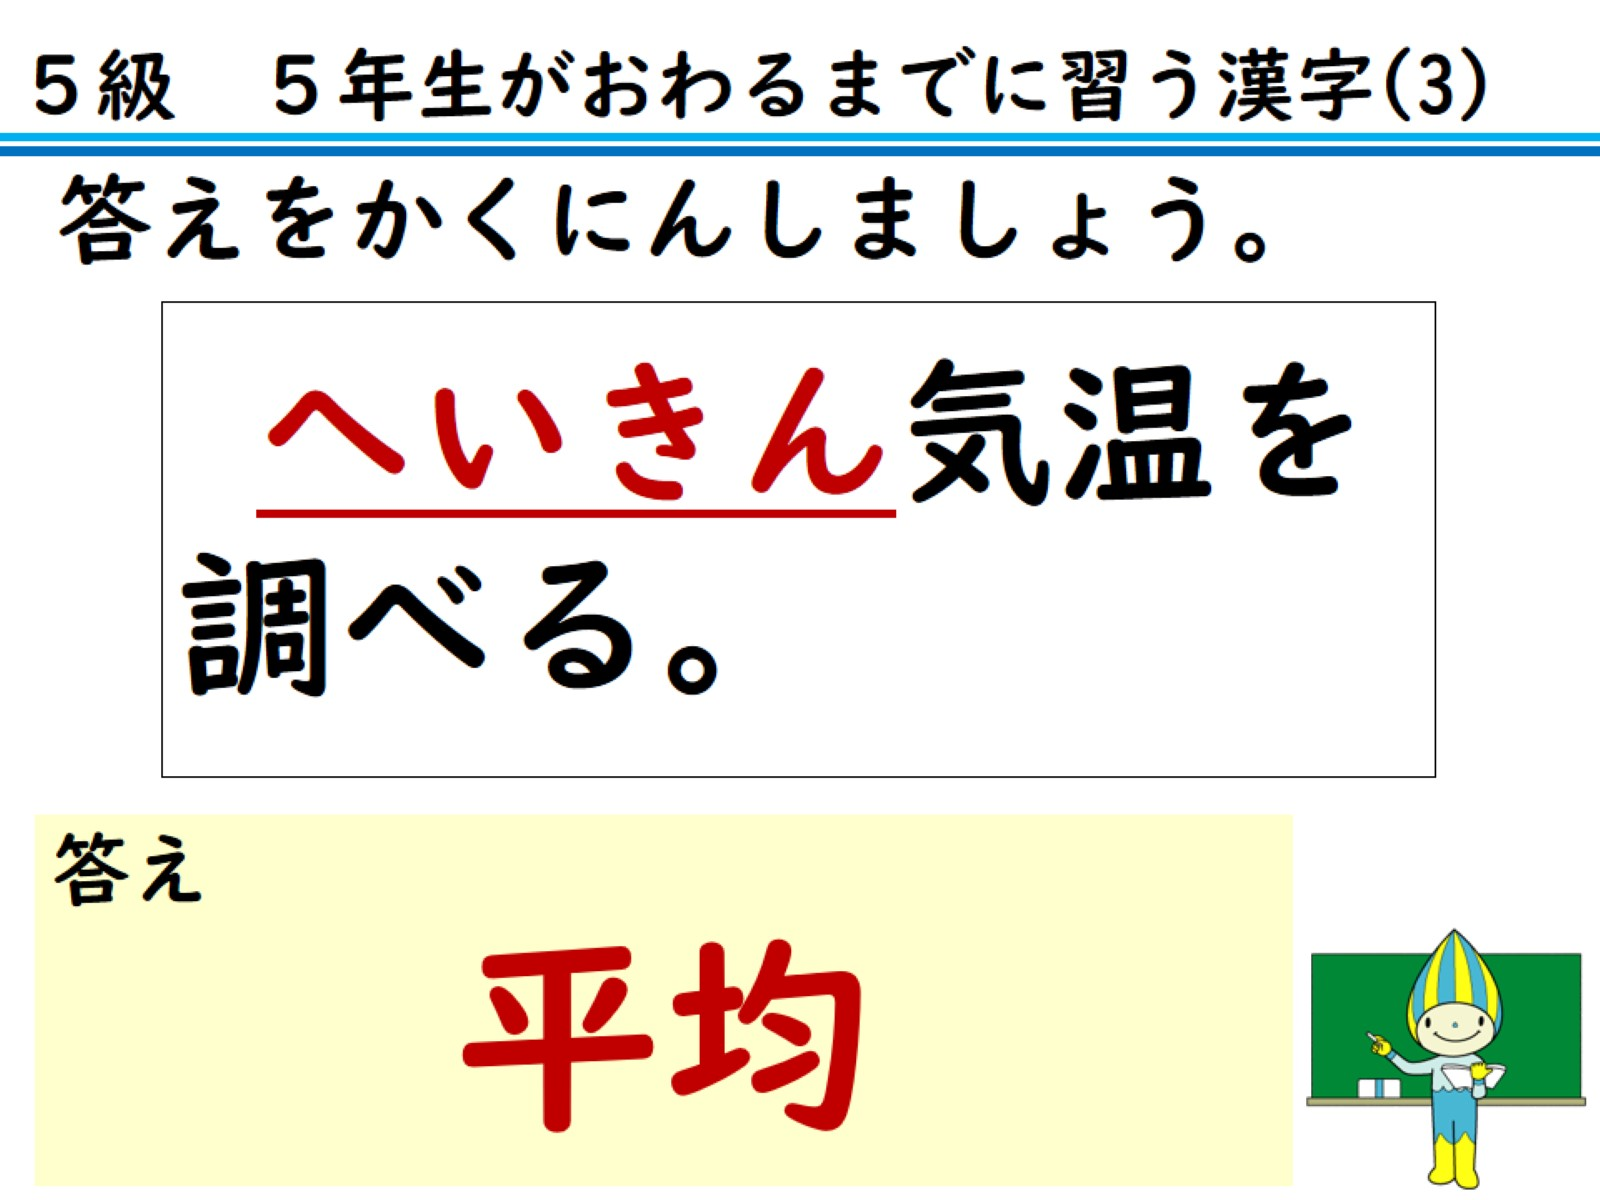 ５級　５年生がおわるまでに習う漢字(3)
答えをかくにんしましょう。
へいきん気温を
調べる。
答え
平均